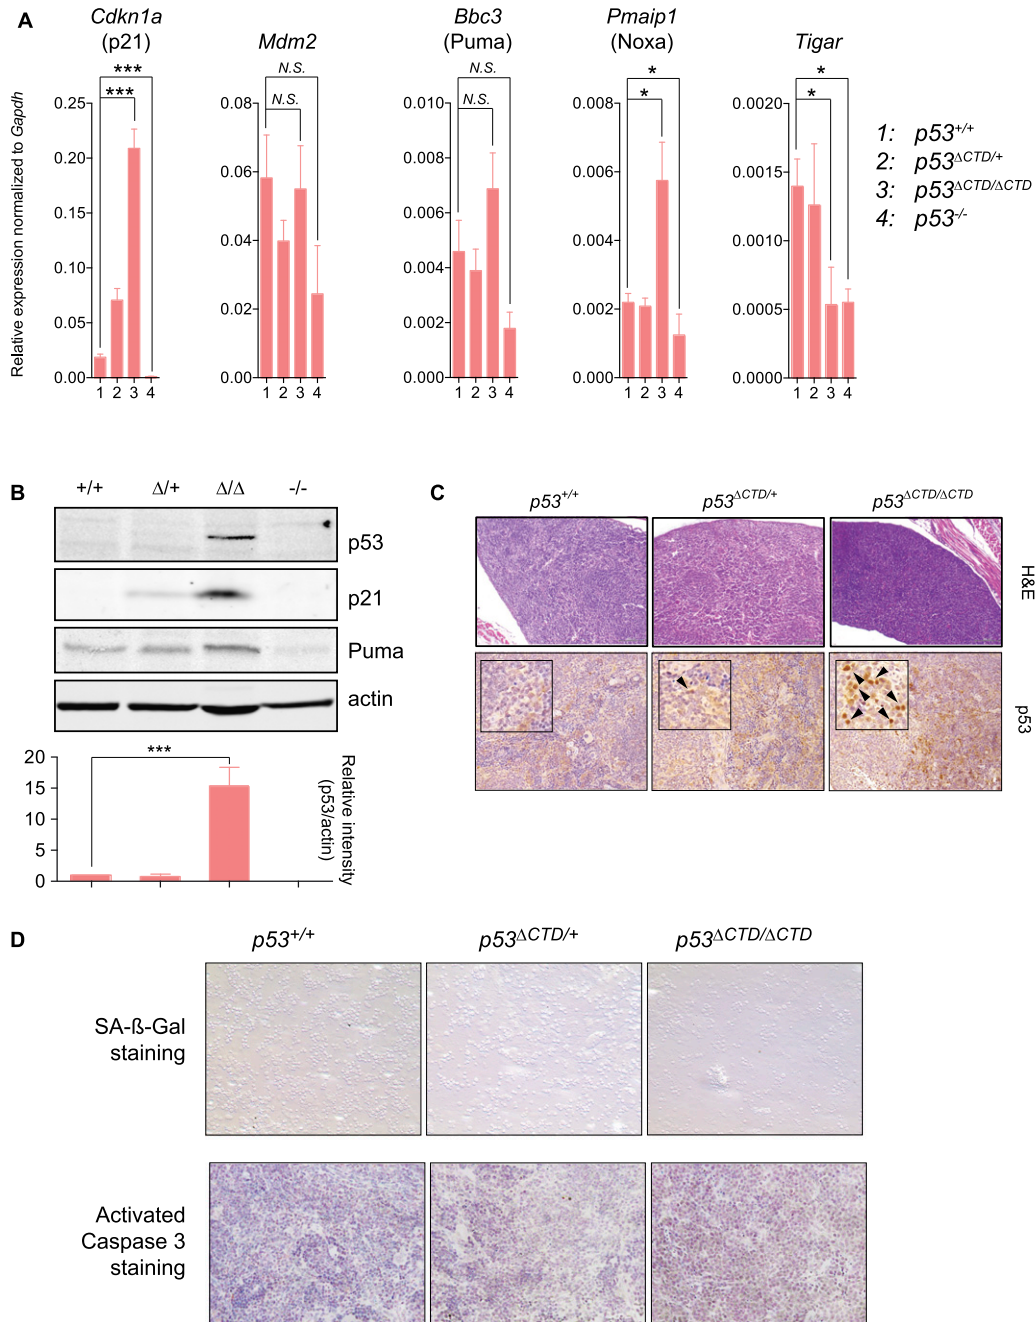 A
Cdkn1a
(p21)
Mdm2
Bbc3
(Puma)
Pmaip1
(Noxa)
Tigar
Relative expression normalized to Gapdh
***
***
0.25
0.20
0.15
0.10
0.05
0.00
1 2 3 4
N.S.
N.S.
0.08
0.06
0.04
0.02
0.00
1 2 3 4
N.S.
N.S.
0.010
0.008
0.006
0.004
0.002
0.000
1 2 3 4
*
*
0.008
0.006
0.004
0.002
0.000
1 2 3 4
*
*
0.0020
0.0015
0.0010
0.0005
0.0000
1 2 3 4
1: p53+/+
2: p53ΔCTD/+
3: p53ΔCTD/ΔCTD
4: p53-/-
B
+/+ Δ/+ Δ/Δ -/-
p53
p21
Puma
actin
***
20
15
10
5
0
Relative intensity
(p53/actin)
C
p53+/+ p53ΔCTD/+ p53ΔCTD/ΔCTD
H&E
p53
D
p53+/+ p53ΔCTD/+ p53ΔCTD/ΔCTD
SA-ß-Gal
staining
Activated
Caspase 3
staining